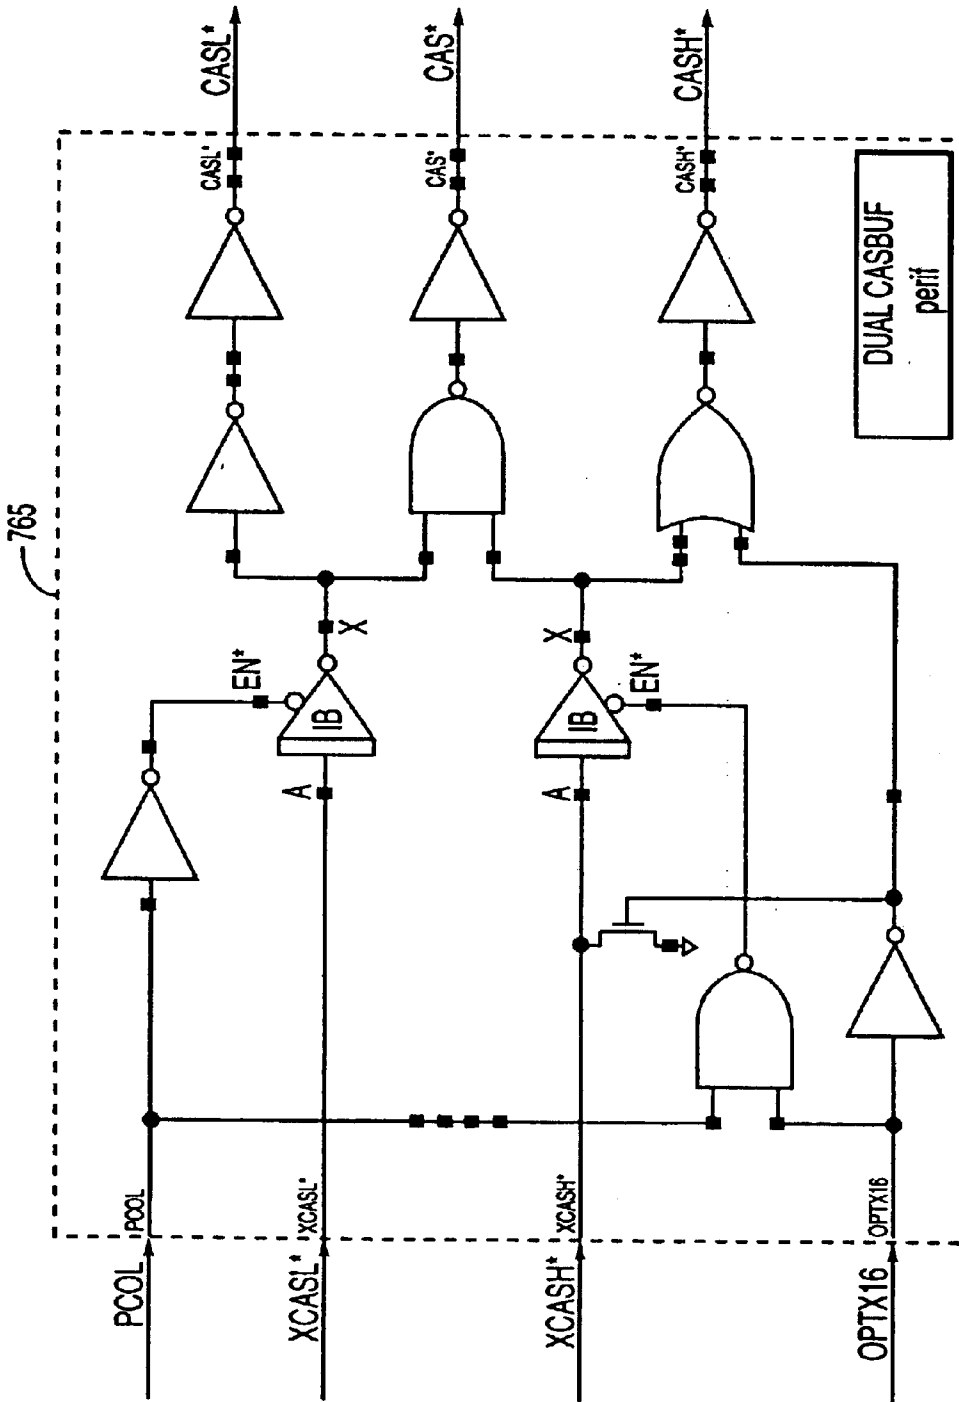 765
CASL*
CAS*
CASH*
CASL*
CAS*
CASH*
DUAL CASBUF
perif
X
X
EN*
EN*
IB
IB
A
A
PCOL
XCASL*
XCASH*
OPTX16
PCOL
XCASL*
XCASH*
OPTX16